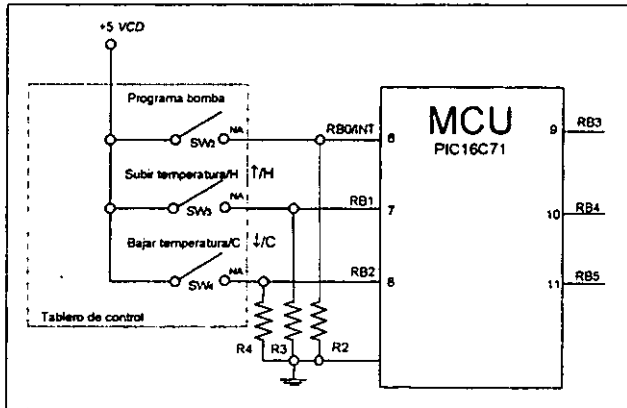 +5 VCD
Programa bomba
NA
SW2
RB0/INT
6
MCU
PIC16C71
9
RB3
Subir temperatura/H ↑/H
NA
SW3
RB1
7
10
RB4
Bajar temperatura/C ↓/C
NA
SW4
RB2
8
11
RB5
Tablero de control
R4
R3
R2